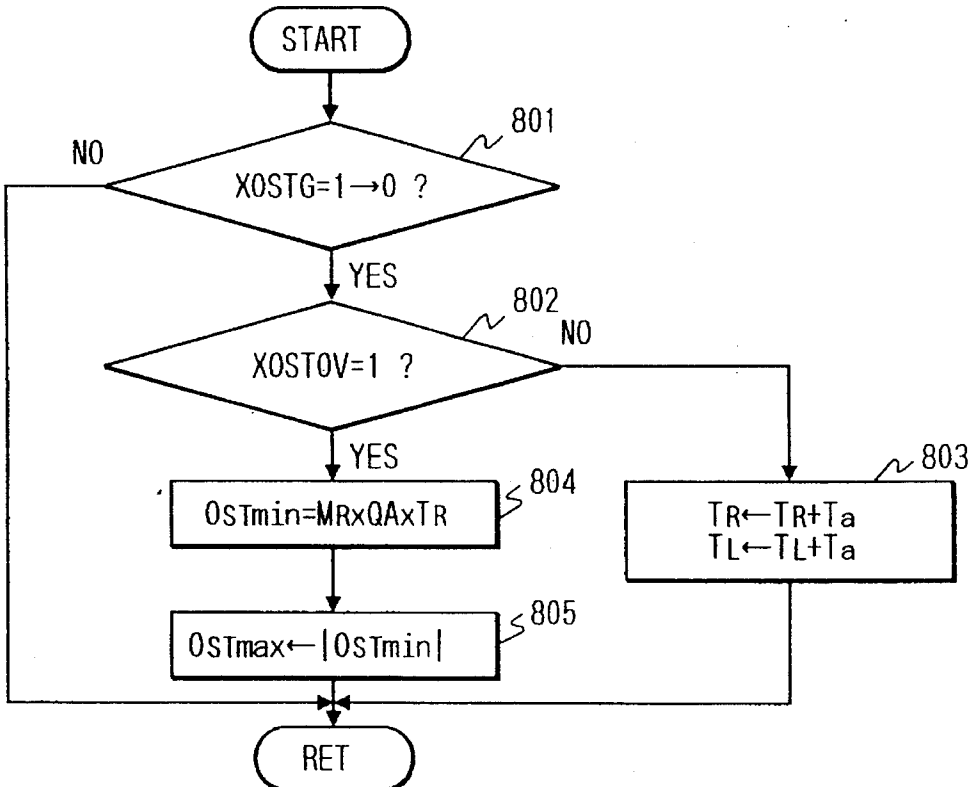 START
801
NO
XOSTG=1→0 ?
YES
802
NO
XOSTOV=1 ?
YES
803
804
OSTmin=MRxQAxTR
TR←TR+Ta
TL←TL+Ta
805
OSTmax←|OSTmin|
RET